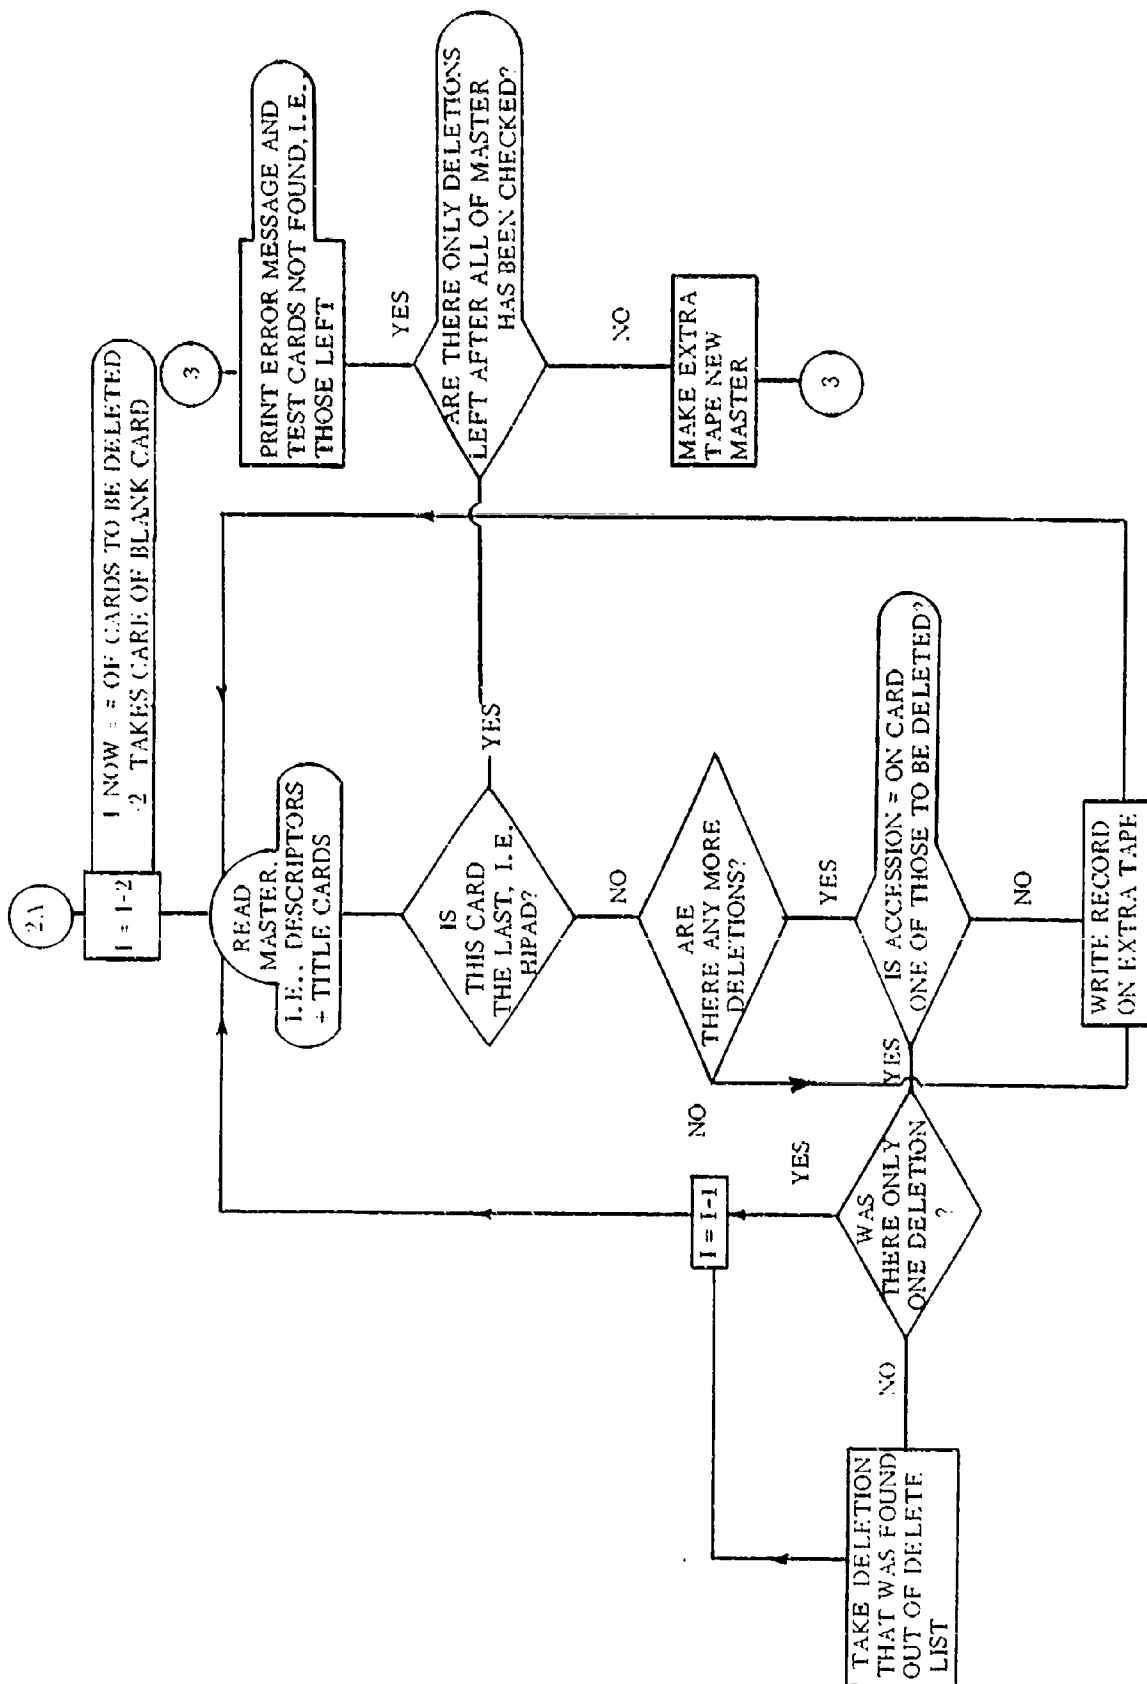 2A
I = I-2
I NOW = = OF CARDS TO BE DELETED
-2 TAKES CARE OF BLANK CARD
READ
MASTER.
I.E.. DESCRIPTORS
+ TITLE CARDS
IS
THIS CARD
THE LAST, I. E.
RIPAD?
YES
NO
ARE
THERE ANY MORE
DELETIONS?
NO
YES
IS ACCESSION = ON CARD
ONE OF THOSE TO BE DELETED?
YES
NO
WRITE RECORD
ON EXTRA TAPE
WAS
THERE ONLY
ONE DELETION
?
YES
I = I-1
NO
TAKE DELETION
THAT WAS FOUND
OUT OF DELETE
LIST
ARE THERE ONLY DELETIONS
LEFT AFTER ALL OF MASTER
HAS BEEN CHECKED?
YES
PRINT ERROR MESSAGE AND
TEST CARDS NOT FOUND, I. E.,
THOSE LEFT
3
NO
MAKE EXTRA
TAPE NEW
MASTER
3